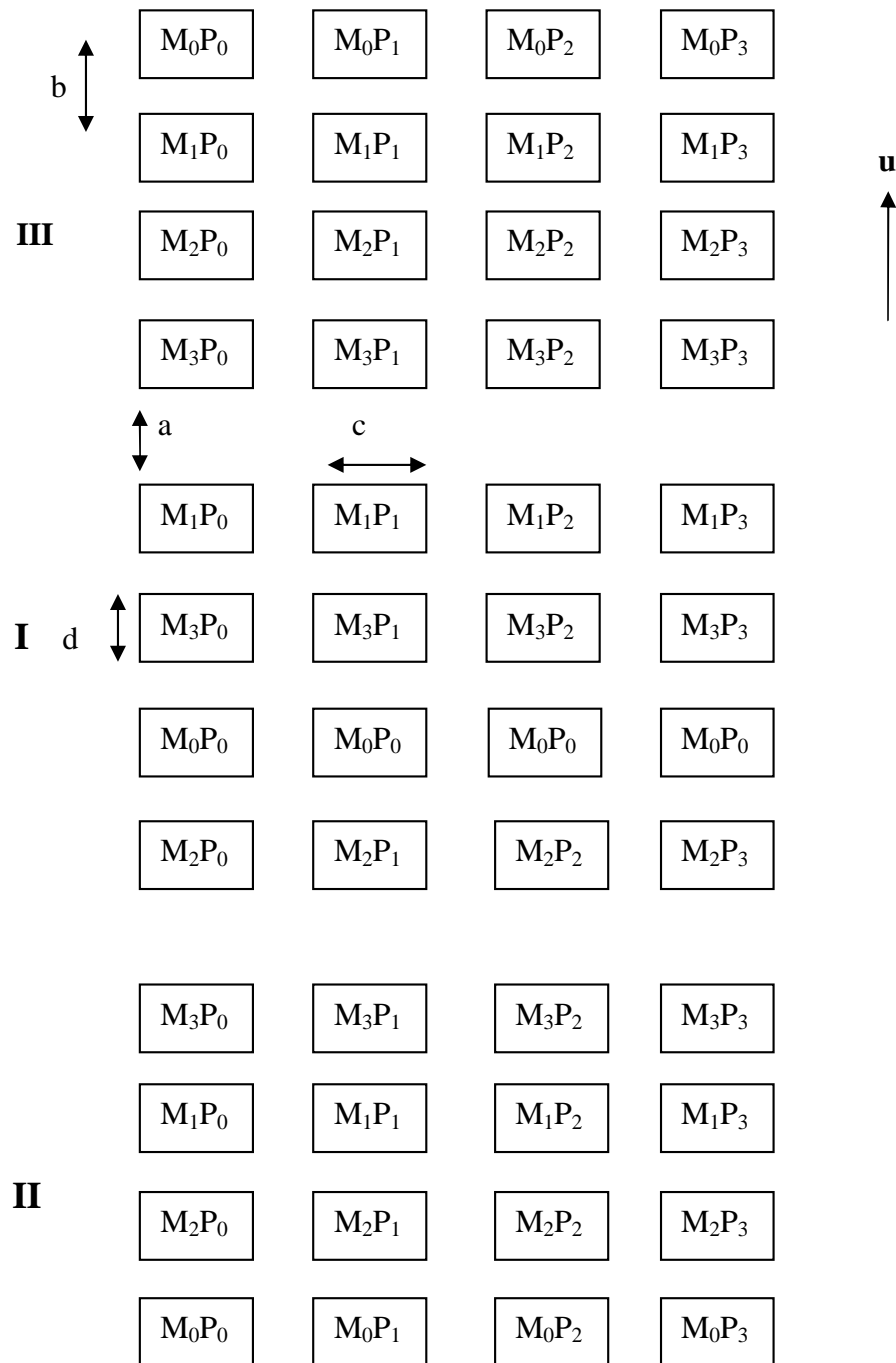 M₀P₀ M₀P₁ M₀P₂ M₀P₃
b
M₁P₀ M₁P₁ M₁P₂ M₁P₃
u
III
M₂P₀ M₂P₁ M₂P₂ M₂P₃
M₃P₀ M₃P₁ M₃P₂ M₃P₃
a c
M₁P₀ M₁P₁ M₁P₂ M₁P₃
I d
M₃P₀ M₃P₁ M₃P₂ M₃P₃
M₀P₀ M₀P₀ M₀P₀ M₀P₀
M₂P₀ M₂P₁ M₂P₂ M₂P₃
M₃P₀ M₃P₁ M₃P₂ M₃P₃
M₁P₀ M₁P₁ M₁P₂ M₁P₃
II
M₂P₀ M₂P₁ M₂P₂ M₂P₃
M₀P₀ M₀P₁ M₀P₂ M₀P₃